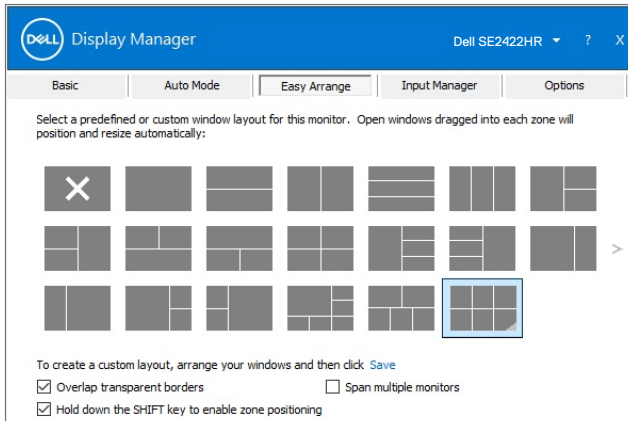 DELL Display Manager Dell SE2422HR ? X
Basic Auto Mode Easy Arrange Input Manager Options
Select a predefined or custom window layout for this monitor. Open windows dragged into each zone will
position and resize automatically:
>
To create a custom layout, arrange your windows and then click Save
Overlap transparent borders Span multiple monitors
Hold down the SHIFT key to enable zone positioning